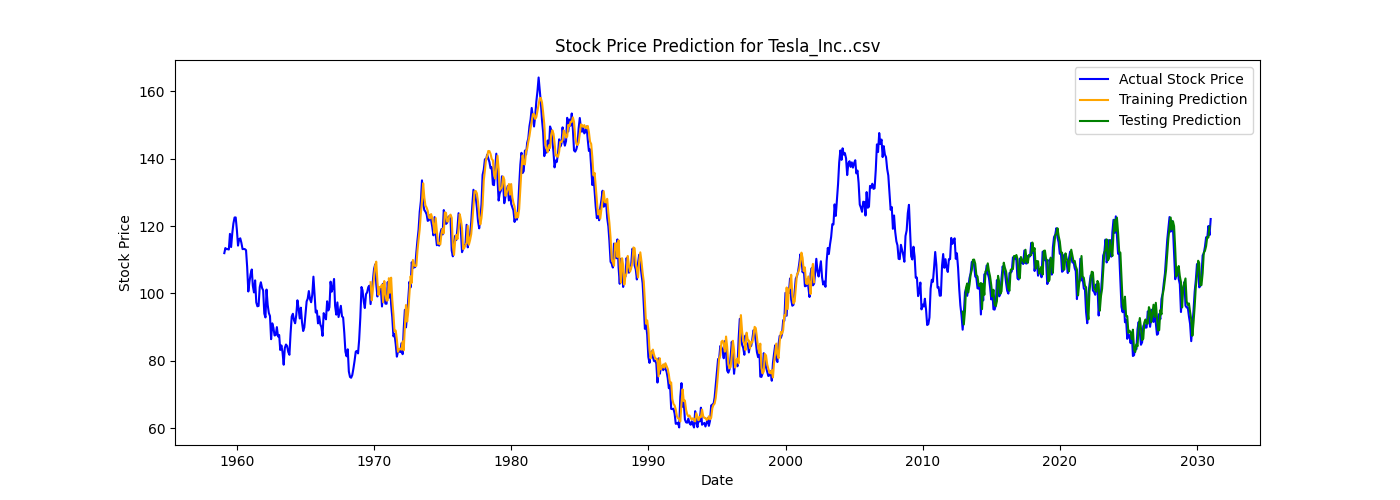 Stock Price Prediction for Tesla_Inc..csv
Actual Stock Price
Training Prediction
Testing Prediction
Stock Price
160
140
120
100
80
60
1960 1970 1980 1990 2000 2010 2020 2030
Date